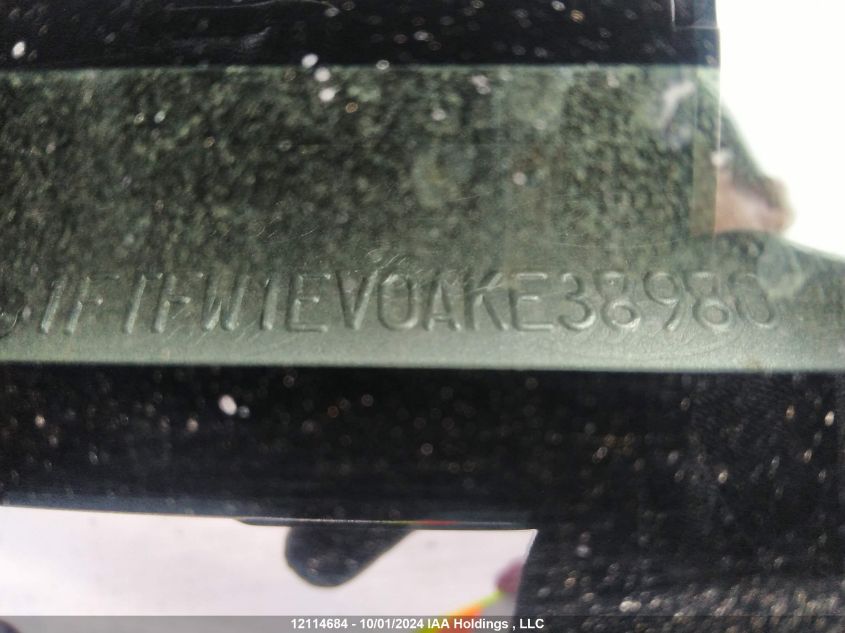 1FTFW1EV0AKE38980
12114684 - 10/01/2024 IAA Holdings , LLC